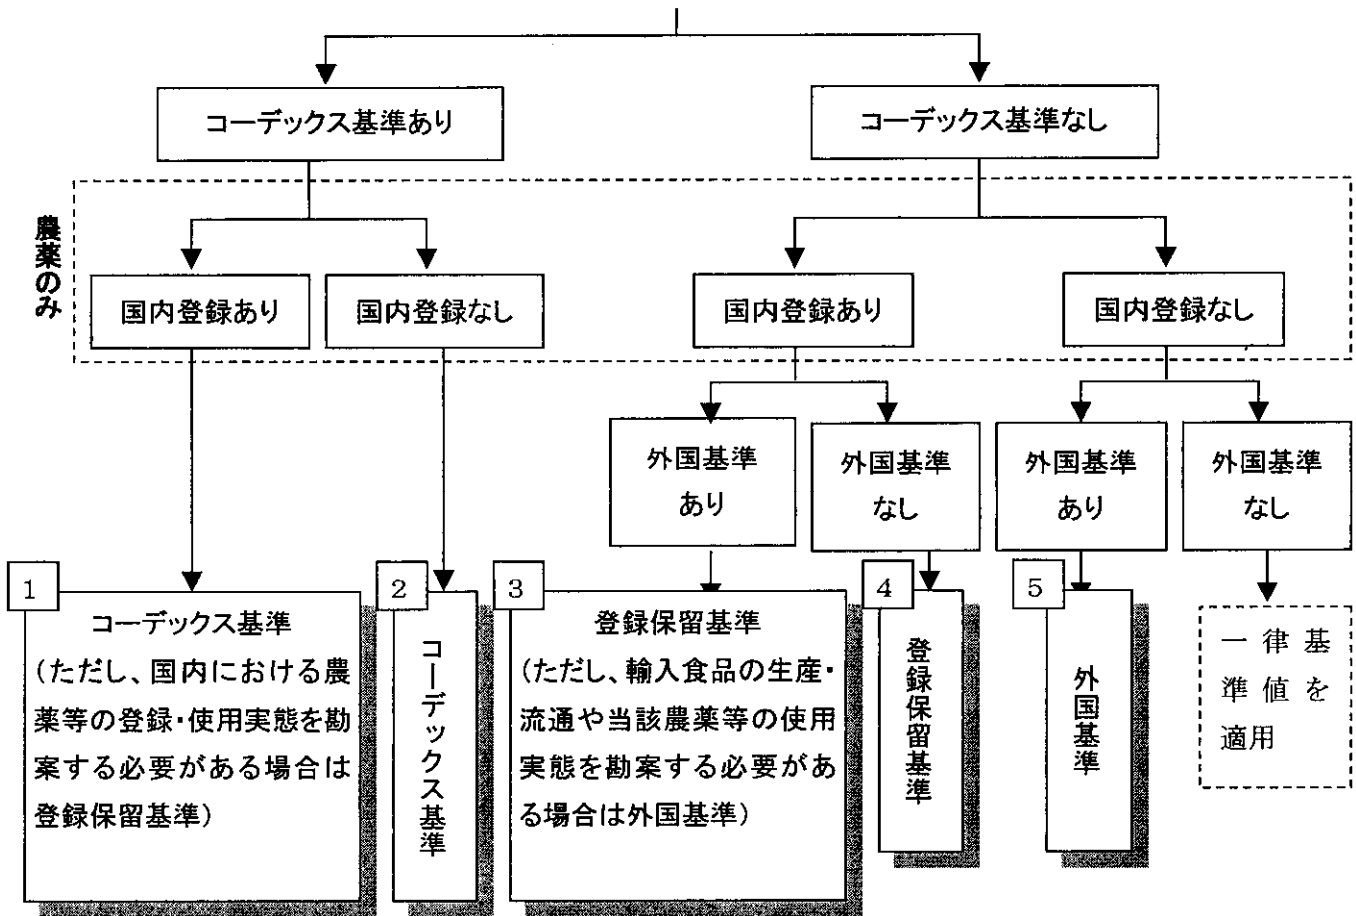 コーデックス基準あり
コーデックス基準なし
農薬のみ
国内登録あり
国内登録なし
国内登録あり
国内登録なし
外国基準
あり
外国基準
なし
外国基準
あり
外国基準
なし
1
コーデックス基準
(ただし、国内における農
薬等の登録・使用実態を勘
案する必要がある場合は
登録保留基準)
2
コーデックス基準
3
登録保留基準
(ただし、輸入食品の生産・
流通や当該農薬等の使用
実態を勘案する必要があ
る場合は外国基準)
4
登録保留基準
5
外国基準
一律基
準値を
適用